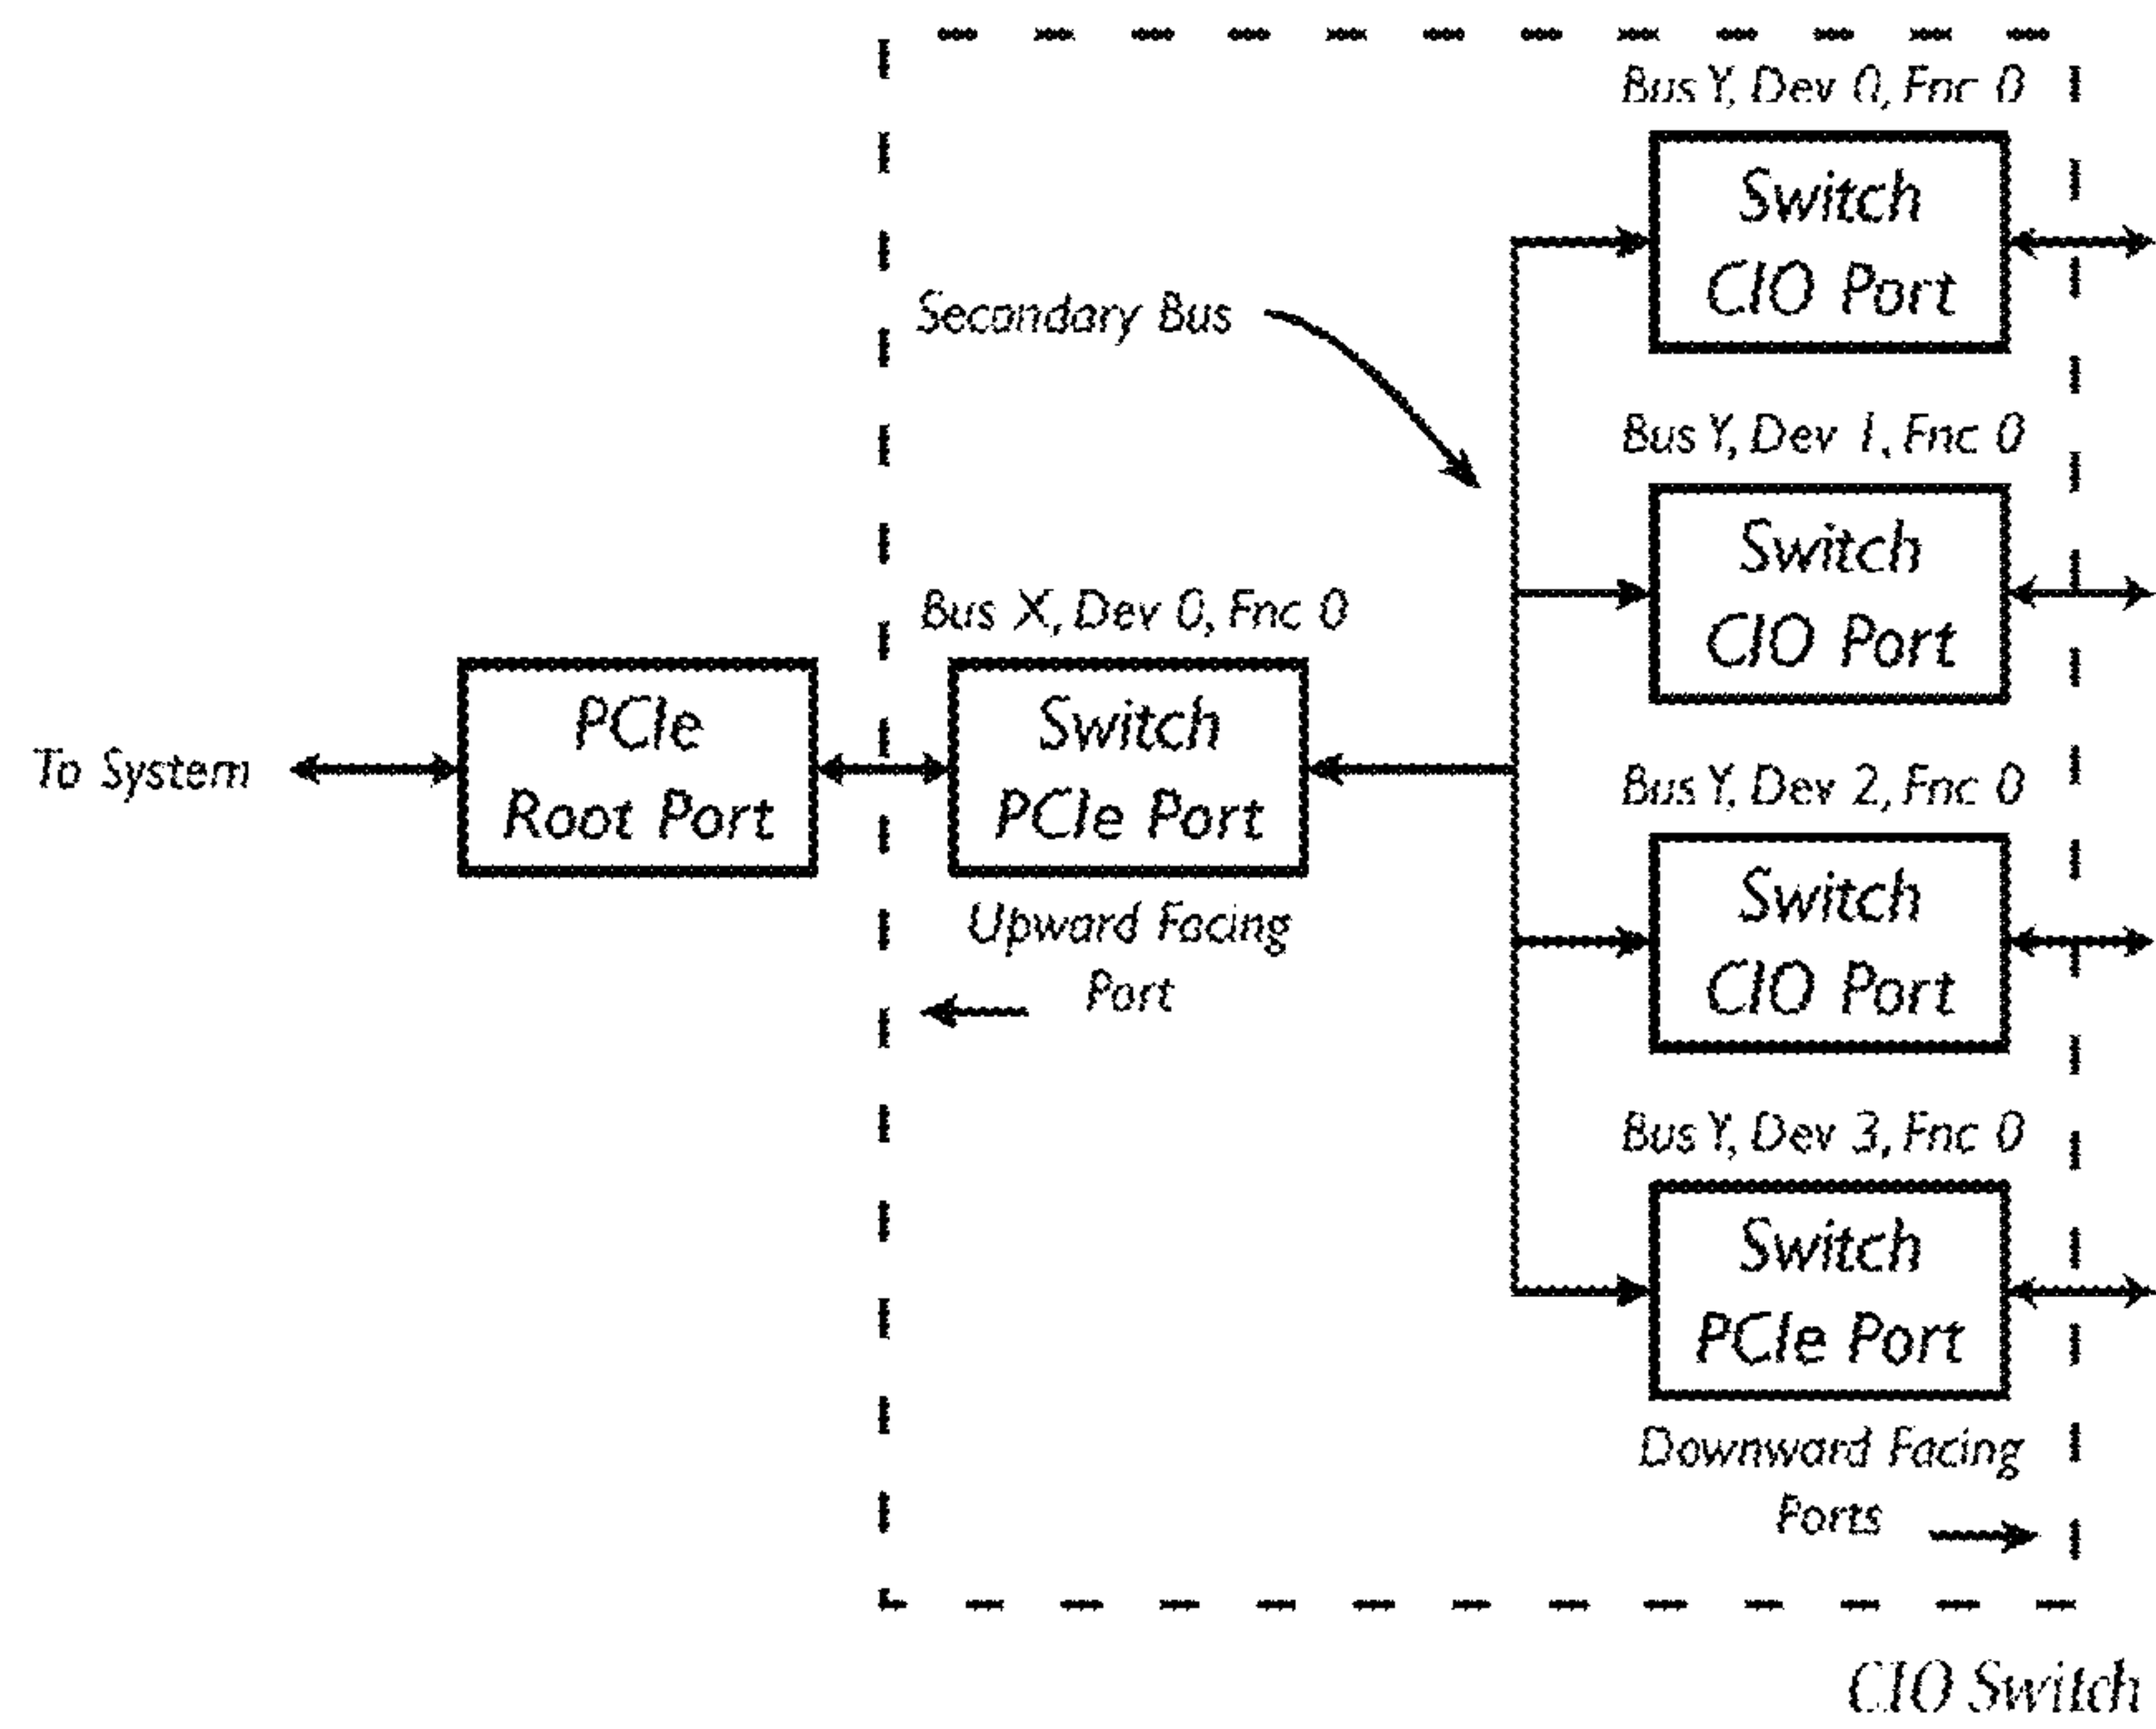 Bus Y, Dev 0, Fnc 0
Switch
CIO Port
Secondary Bus
Bus Y, Dev 1, Fnc 0
Switch
CIO Port
Bus X, Dev 0, Fnc 0
PCIe
Root Port
Switch
PCIe Port
To System
Upward Facing
Port
Bus Y, Dev 2, Fnc 0
Switch
CIO Port
Bus Y, Dev 3, Fnc 0
Switch
PCIe Port
Downward Facing
Ports
CIO Switch